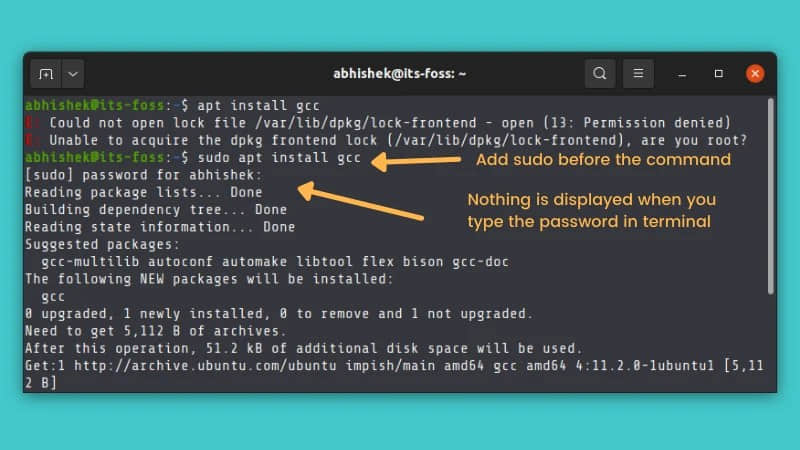 abhishek@its-foss: ~
abhishek@its-foss:~$ apt install gcc
E: Could not open lock file /var/lib/dpkg/lock-frontend - open (13: Permission denied)
E: Unable to acquire the dpkg frontend lock (/var/lib/dpkg/lock-frontend), are you root?
abhishek@its-foss:~$ sudo apt install gcc
Add sudo before the command
[sudo] password for abhishek:
Reading package lists... Done
Nothing is displayed when you
type the password in terminal
Building dependency tree... Done
Reading state information... Done
Suggested packages:
gcc-multilib autoconf automake libtool flex bison gcc-doc
The following NEW packages will be installed:
gcc
0 upgraded, 1 newly installed, 0 to remove and 1 not upgraded.
Need to get 5,112 B of archives.
After this operation, 51.2 kB of additional disk space will be used.
Get:1 http://archive.ubuntu.com/ubuntu impish/main amd64 gcc amd64 4:11.2.0-1ubuntu1 [5,11
2 B]